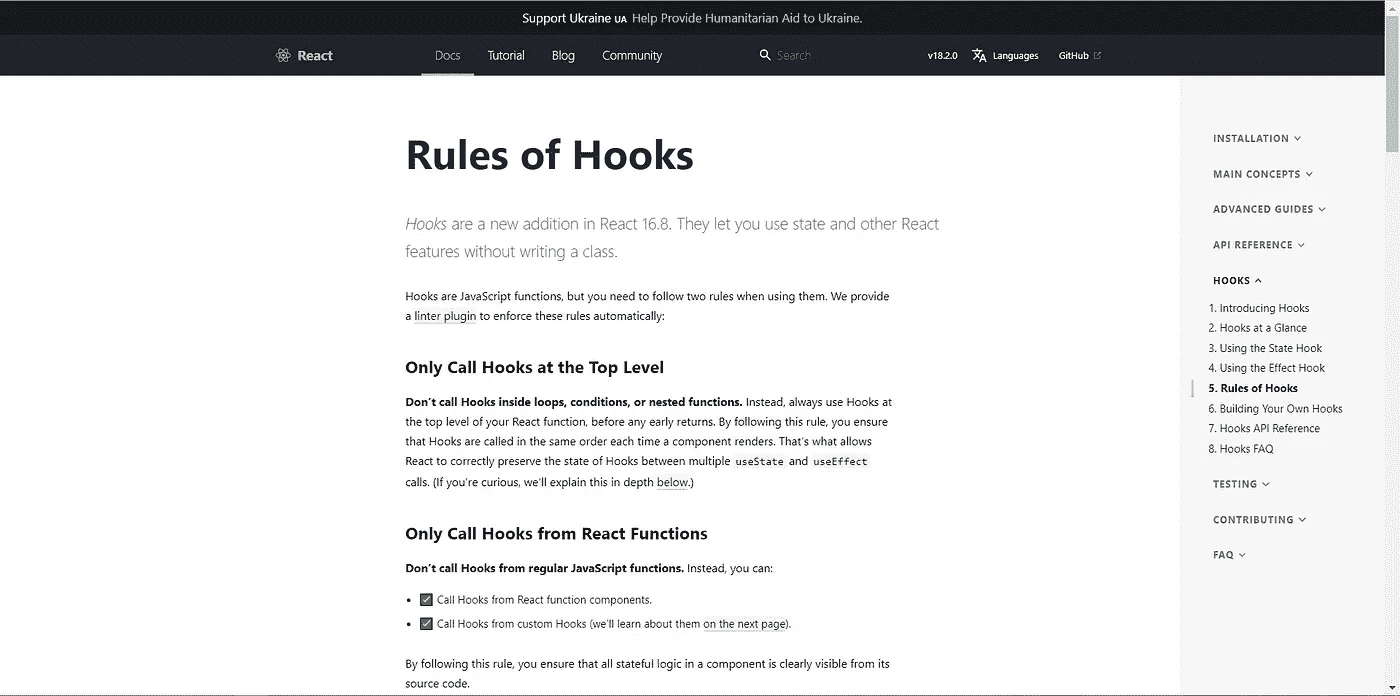 Support Ukraine UA Help Provide Humanitarian Aid to Ukraine.
React Docs Tutorial Blog Community Search v18.2.0 Languages GitHub
Rules of Hooks
Hooks are a new addition in React 16.8. They let you use state and other React
features without writing a class.
Hooks are JavaScript functions, but you need to follow two rules when using them. We provide
a linter plugin to enforce these rules automatically:
Only Call Hooks at the Top Level
Don’t call Hooks inside loops, conditions, or nested functions. Instead, always use Hooks at
the top level of your React function, before any early returns. By following this rule, you ensure
that Hooks are called in the same order each time a component renders. That’s what allows
React to correctly preserve the state of Hooks between multiple useState and useEffect
calls. (If you’re curious, we’ll explain this in depth below.)
Only Call Hooks from React Functions
Don’t call Hooks from regular JavaScript functions. Instead, you can:
• ✅ Call Hooks from React function components.
• ✅ Call Hooks from custom Hooks (we’ll learn about them on the next page).
By following this rule, you ensure that all stateful logic in a component is clearly visible from its
source code.
INSTALLATION
MAIN CONCEPTS
ADVANCED GUIDES
API REFERENCE
HOOKS
1. Introducing Hooks
2. Hooks at a Glance
3. Using the State Hook
4. Using the Effect Hook
5. Rules of Hooks
6. Building Your Own Hooks
7. Hooks API Reference
8. Hooks FAQ
TESTING
CONTRIBUTING
FAQ